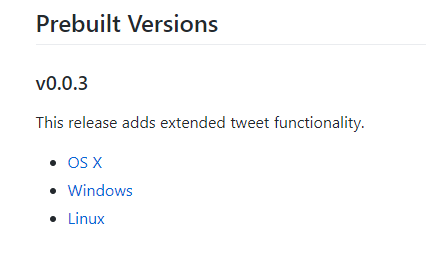 Prebuilt Versions
v0.0.3
This release adds extended tweet functionality.
OS X
Windows
Linux